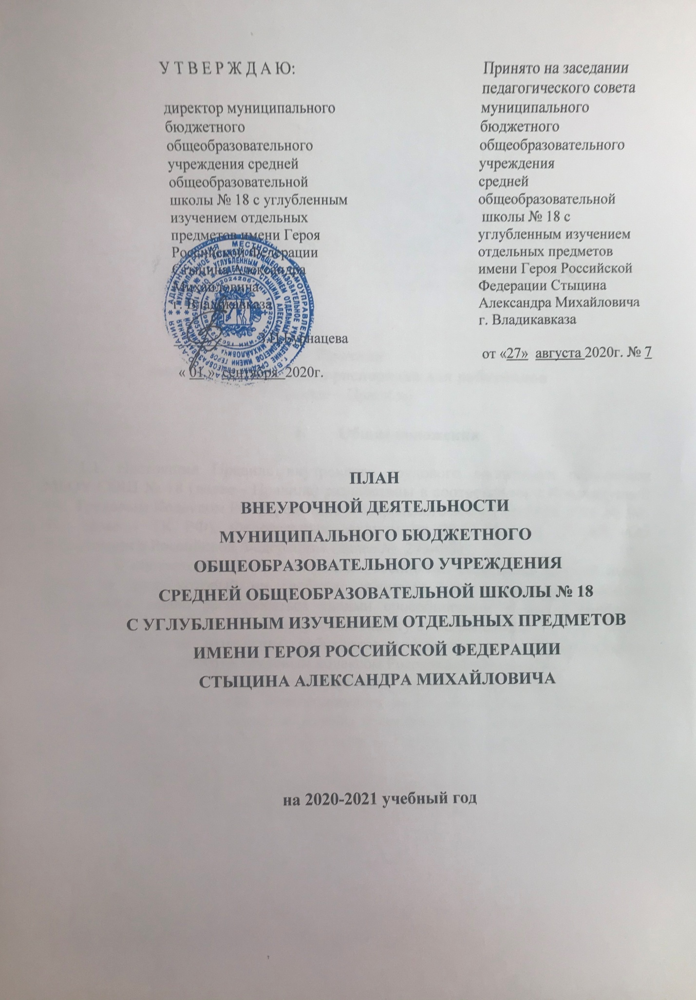 У Т В Е Р Ж Д А Ю:
директор муниципального
бюджетного
общеобразовательного
учреждения средней
общеобразовательной
школы № 18 с углубленным
изучением отдельных
предметов имени Героя
Российской Федерации
Стыцина Александра
Михайловича
г. Владикавказа
Бурнацева
« 01 » сентября 2020г.
Принято на заседании
педагогического совета
муниципального
бюджетного
общеобразовательного
учреждения
средней
общеобразовательной
школы № 18 с
углубленным изучением
отдельных предметов
имени Героя Российской
Федерации Стыцина
Александра Михайловича
г. Владикавказа
от «27» августа 2020г. № 7
ПЛАН
ВНЕУРОЧНОЙ ДЕЯТЕЛЬНОСТИ
МУНИЦИПАЛЬНОГО БЮДЖЕТНОГО
ОБЩЕОБРАЗОВАТЕЛЬНОГО УЧРЕЖДЕНИЯ
СРЕДНЕЙ ОБЩЕОБРАЗОВАТЕЛЬНОЙ ШКОЛЫ № 18
С УГЛУБЛЕННЫМ ИЗУЧЕНИЕМ ОТДЕЛЬНЫХ ПРЕДМЕТОВ
ИМЕНИ ГЕРОЯ РОССИЙСКОЙ ФЕДЕРАЦИИ
СТЫЦИНА АЛЕКСАНДРА МИХАЙЛОВИЧА
на 2020-2021 учебный год